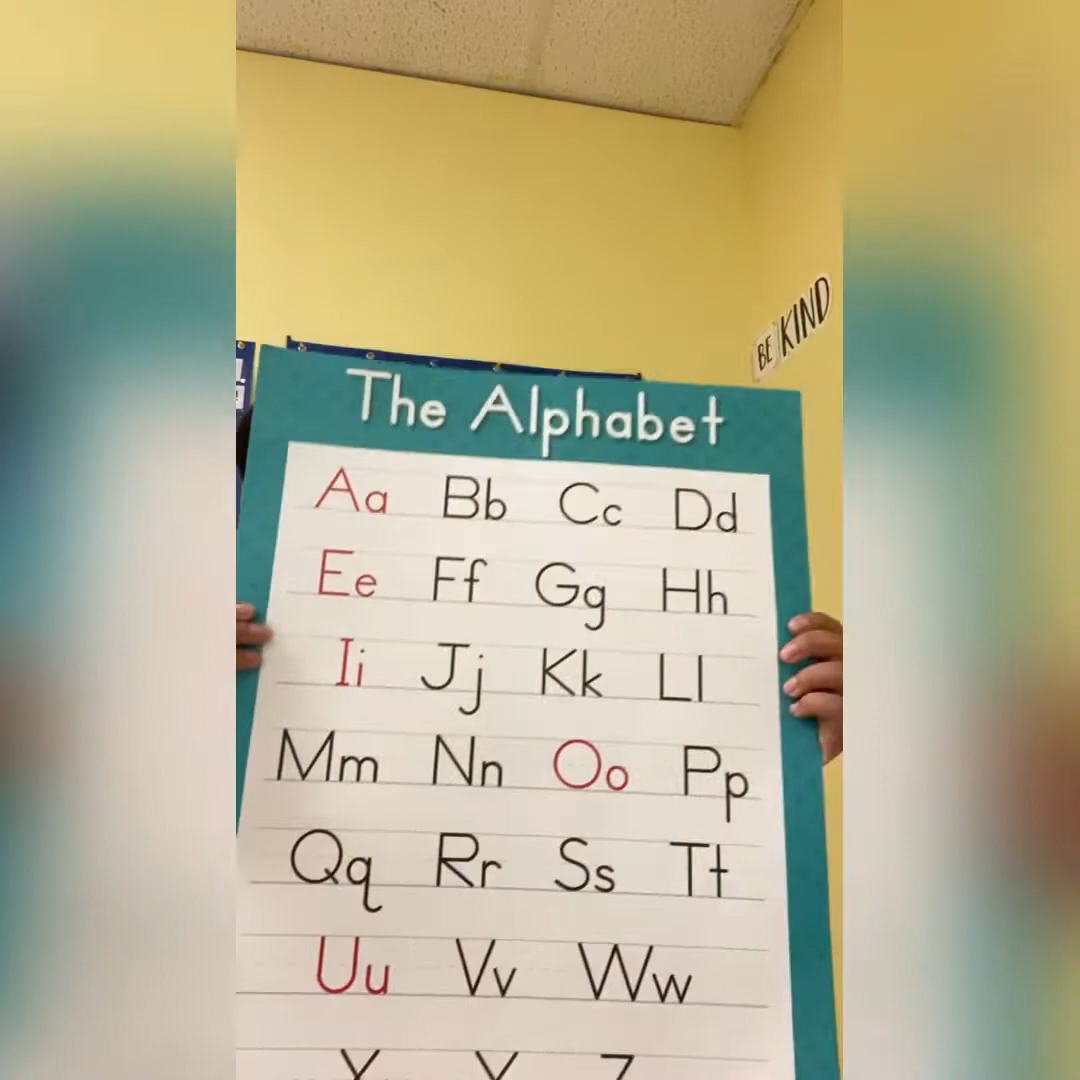 BE KIND
The Alphabet
Aa Bb Cc Dd
Ee Ff Gg Hh
Ii Jj Kk Ll
Mm Nn Oo Pp
Qq Rr Ss Tt
Uu Vv Ww